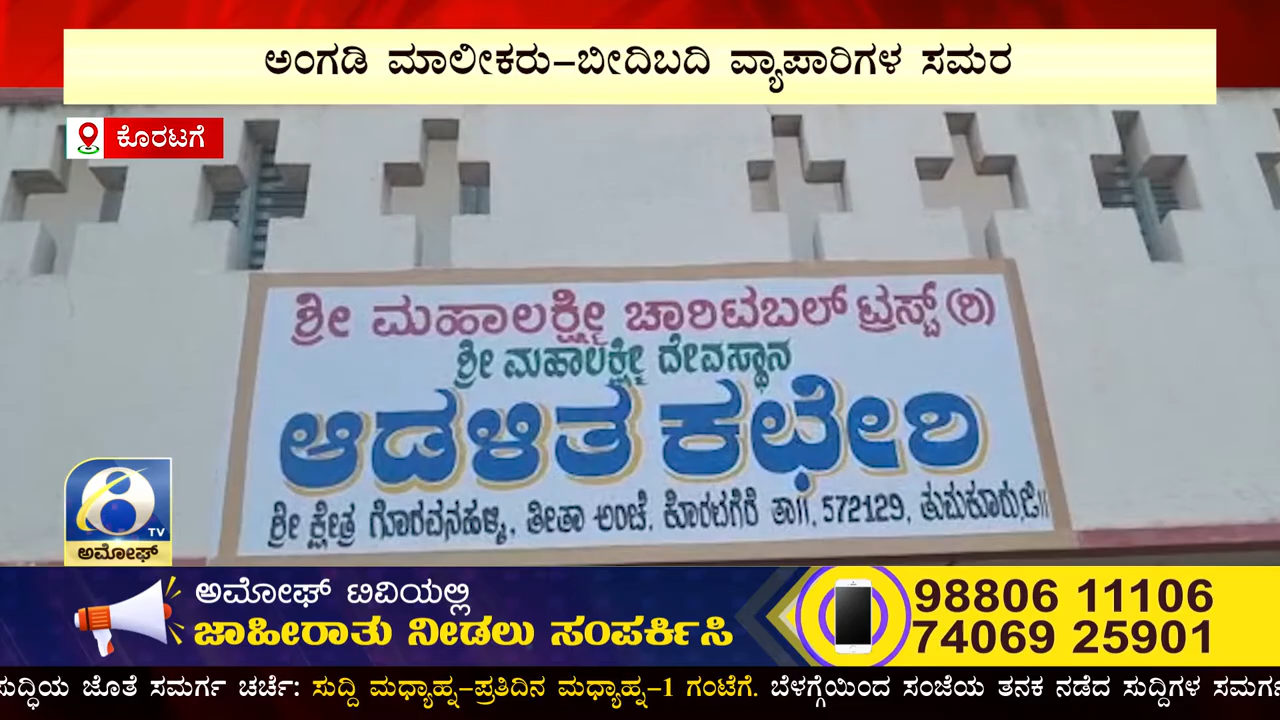 ಅಂಗಡಿ ಮಾಲೀಕರು-ಬೀದಿಬದಿ ವ್ಯಾಪಾರಿಗಳ ಸಮರ
ಕೊರಟಗೆ
ಶ್ರೀ ಮಹಾಲಕ್ಷ್ಮೀ ಚಾರಿಟಬಲ್ ಟ್ರಸ್ಟ್ (ರಿ)
ಶ್ರೀ ಮಹಾಲಕ್ಷ್ಮೀ ದೇವಸ್ಥಾನ
ಆಡಳಿತ ಕಛೇರಿ
ಶ್ರೀ ಕ್ಷೇತ್ರ ಗೊರವನಹಳ್ಳಿ, ತೀತಾ ಅಂಚೆ. ಕೊರಟಗೆರೆ ತಾ॥, 572129, ತುಮಕೂರು.ಜಿ॥
TV
ಅಮೋಘ್
ಅಮೋಘ್ ಟಿವಿಯಲ್ಲಿ
ಜಾಹೀರಾತು ನೀಡಲು ಸಂಪರ್ಕಿಸಿ
98806 11106
74069 25901
ಸುದ್ಧಿಯ ಜೊತೆ ಸಮರ್ಗ ಚರ್ಚೆ: ಸುದ್ದಿ ಮಧ್ಯಾಹ್ನ-ಪ್ರತಿದಿನ ಮಧ್ಯಾಹ್ನ-1 ಗಂಟೆಗೆ. ಬೆಳಗ್ಗೆಯಿಂದ ಸಂಜೆಯ ತನಕ ನಡೆದ ಸುದ್ದಿಗಳ ಸಮರ್ಗ